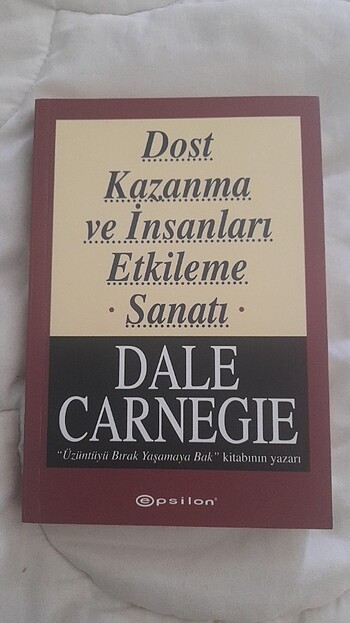 Dost
Kazanma
ve İnsanları
Etkileme
· Sanatı ·
DALE
CARNEGIE
"Üzüntüyü Bırak Yaşamaya Bak" kitabının yazarı
epsilon